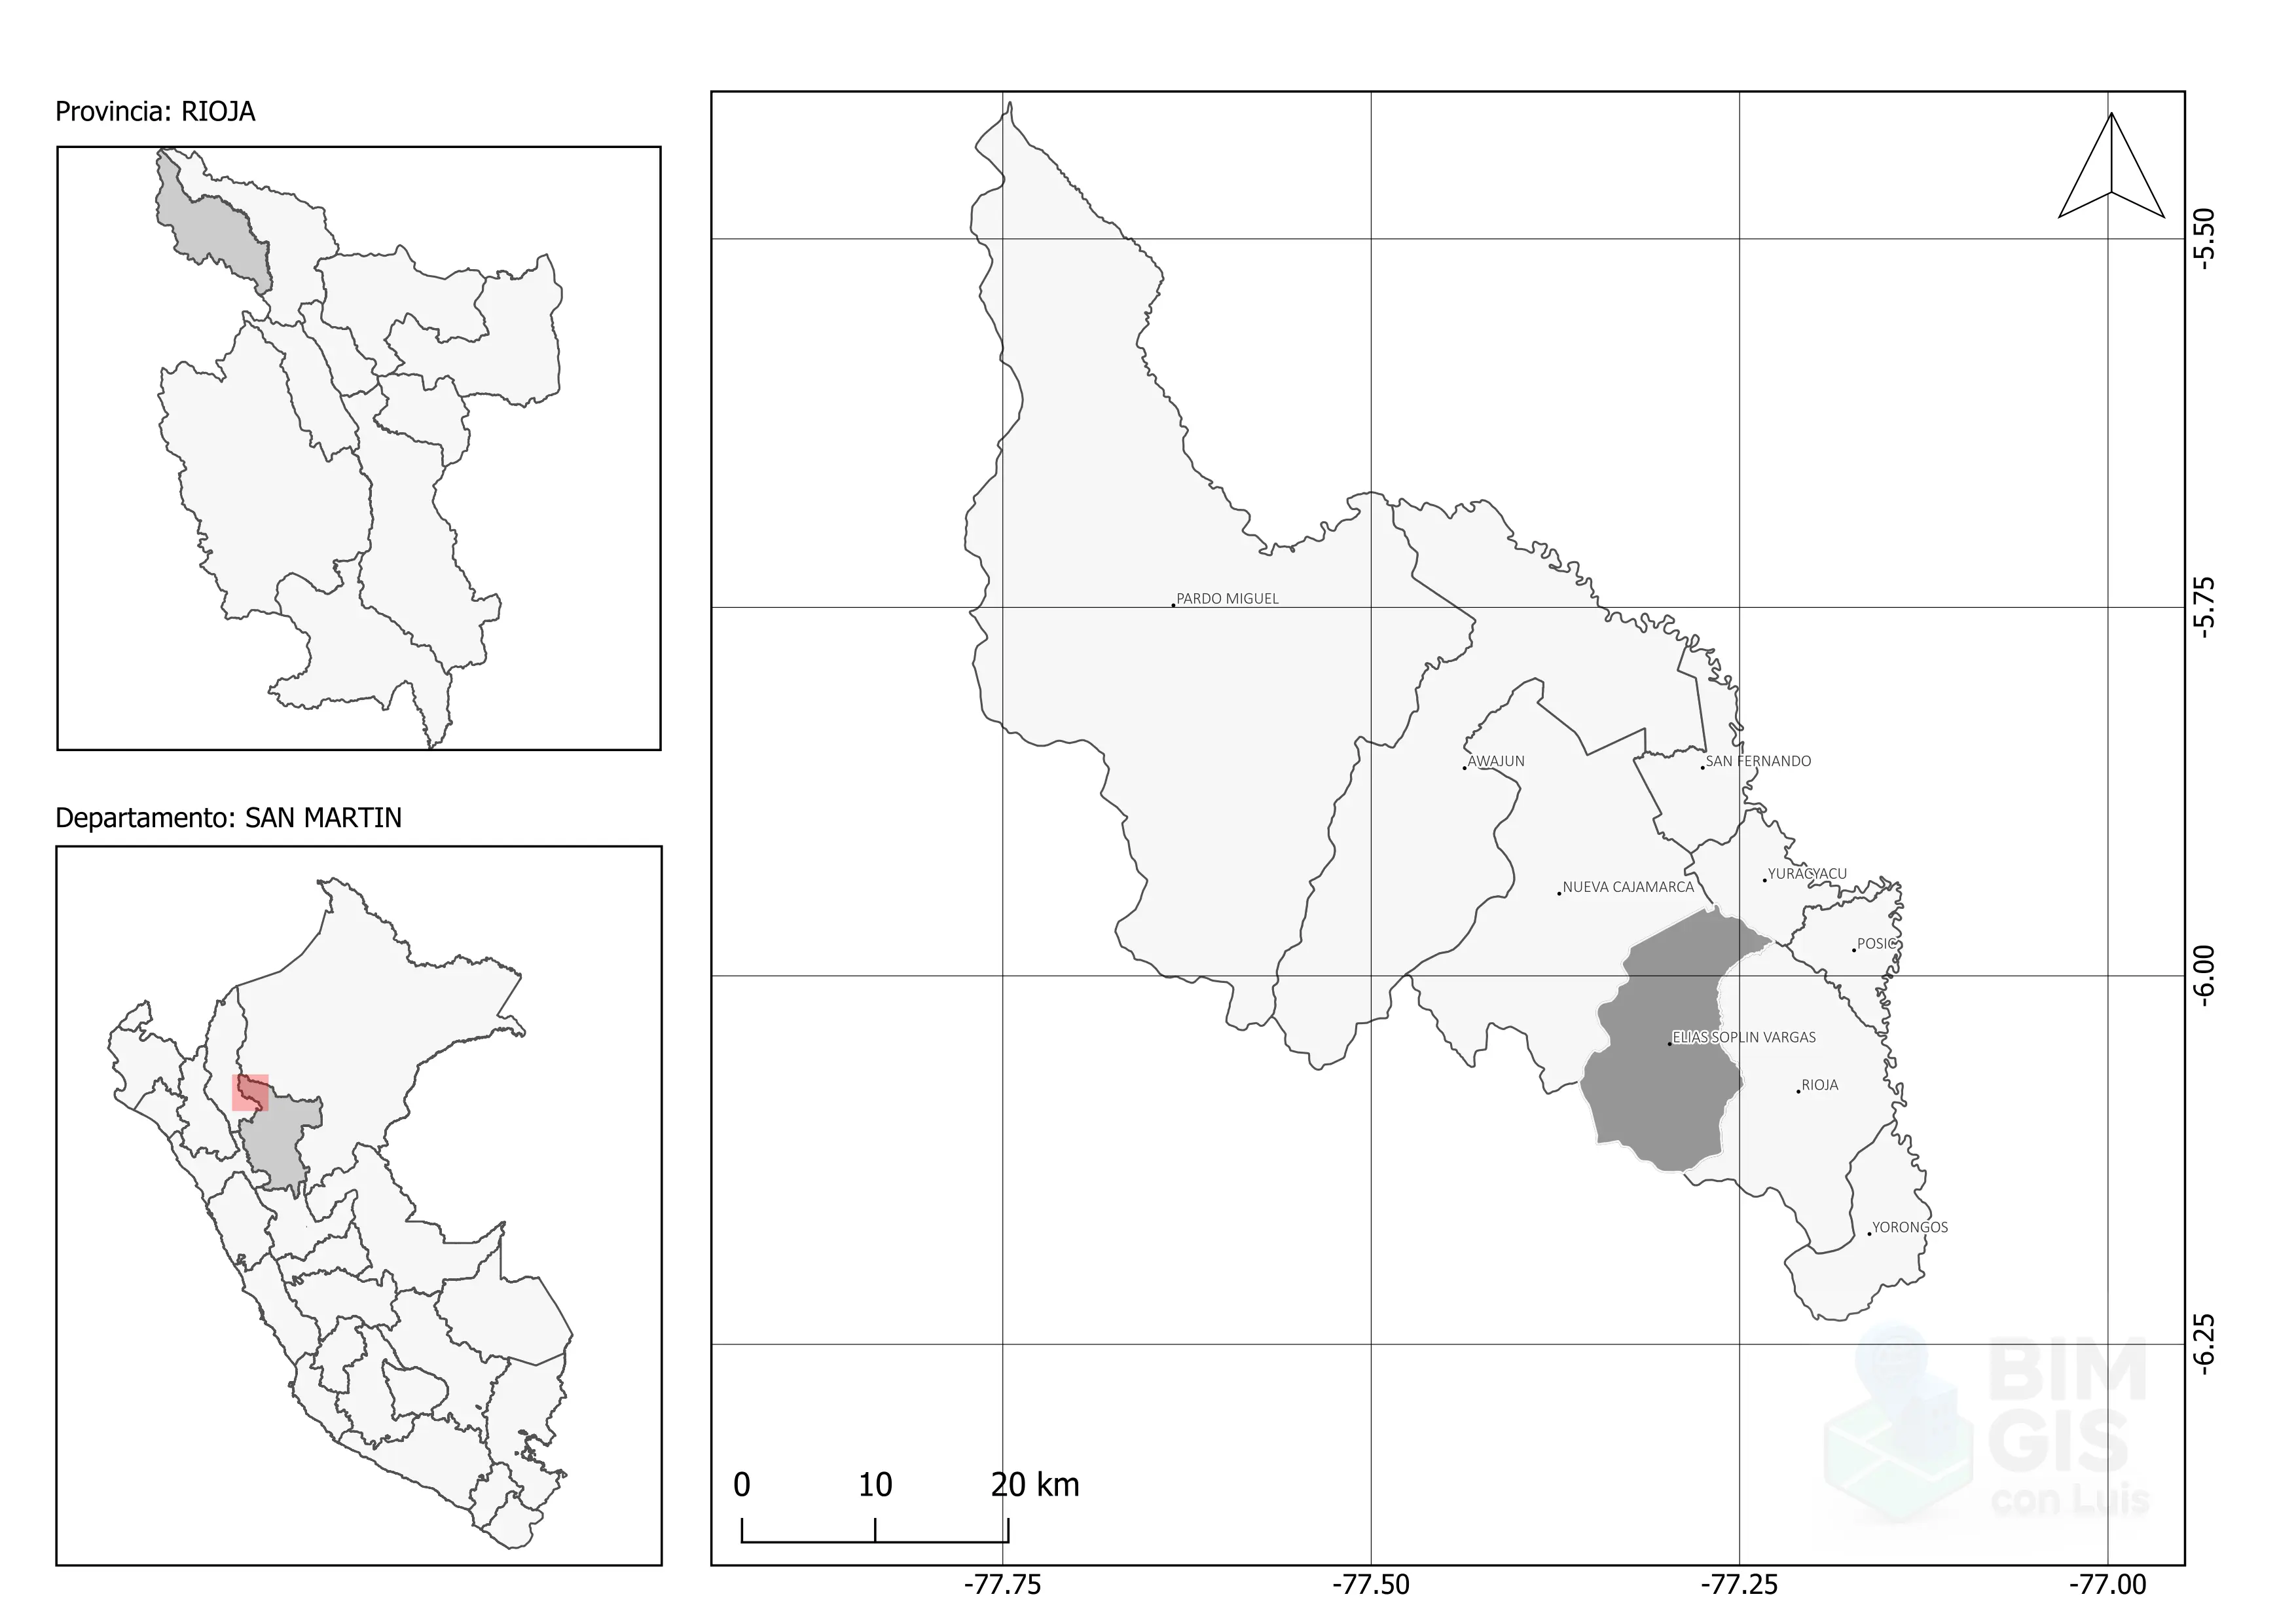 Provincia: RIOJA
Departamento: SAN MARTIN
PARDO MIGUEL
AWAJUN
SAN FERNANDO
YURACYACU
NUEVA CAJAMARCA
POSIC
ELIAS SOPLIN VARGAS
RIOJA
YORONGOS
-5.50
-5.75
-6.00
-6.25
BIM
GIS
con Luis
0 10 20 km
-77.75 -77.50 -77.25 -77.00